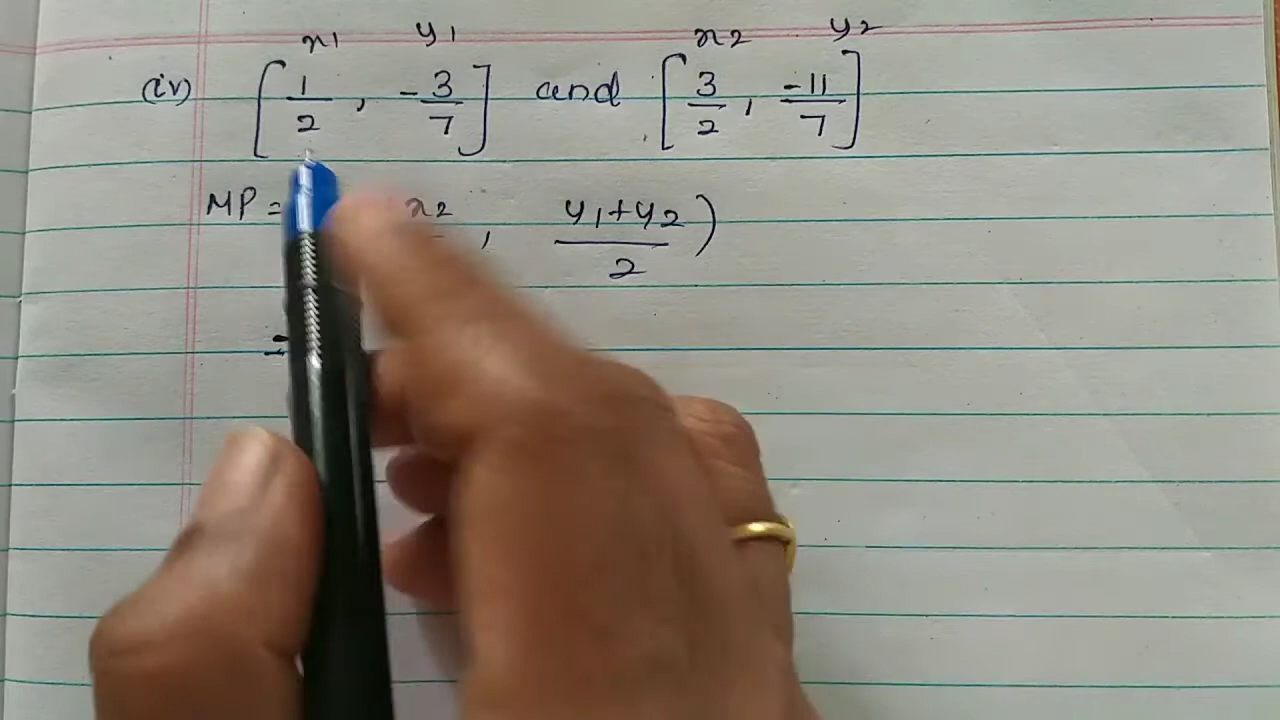 x1 y1 x2 y2
(iv) [1/2, -3/7] and [3/2, -11/7]
MP = x2 , y1+y2/2)
=